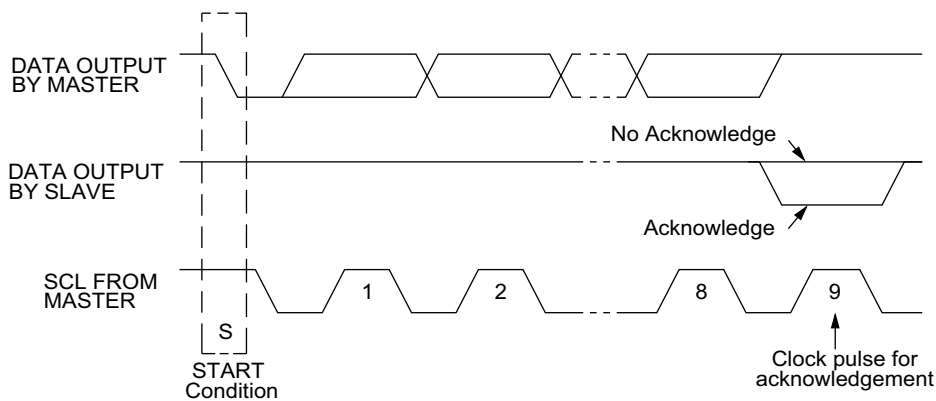 DATA OUTPUT
BY MASTER
No Acknowledge
DATA OUTPUT
BY SLAVE
Acknowledge
SCL FROM
MASTER
1
2
8
9
S
START
Condition
Clock pulse for
acknowledgement